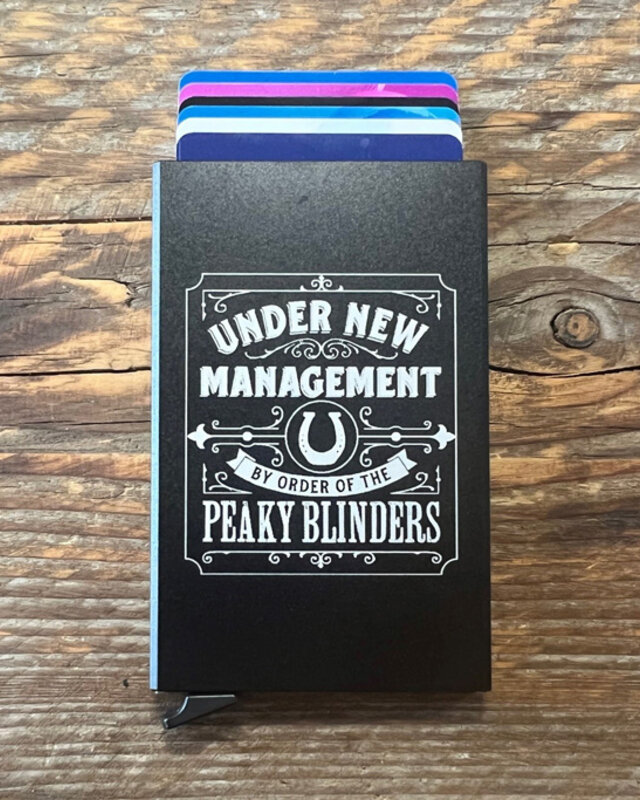 UNDER NEW
MANAGEMENT
BY ORDER OF THE
PEAKY BLINDERS